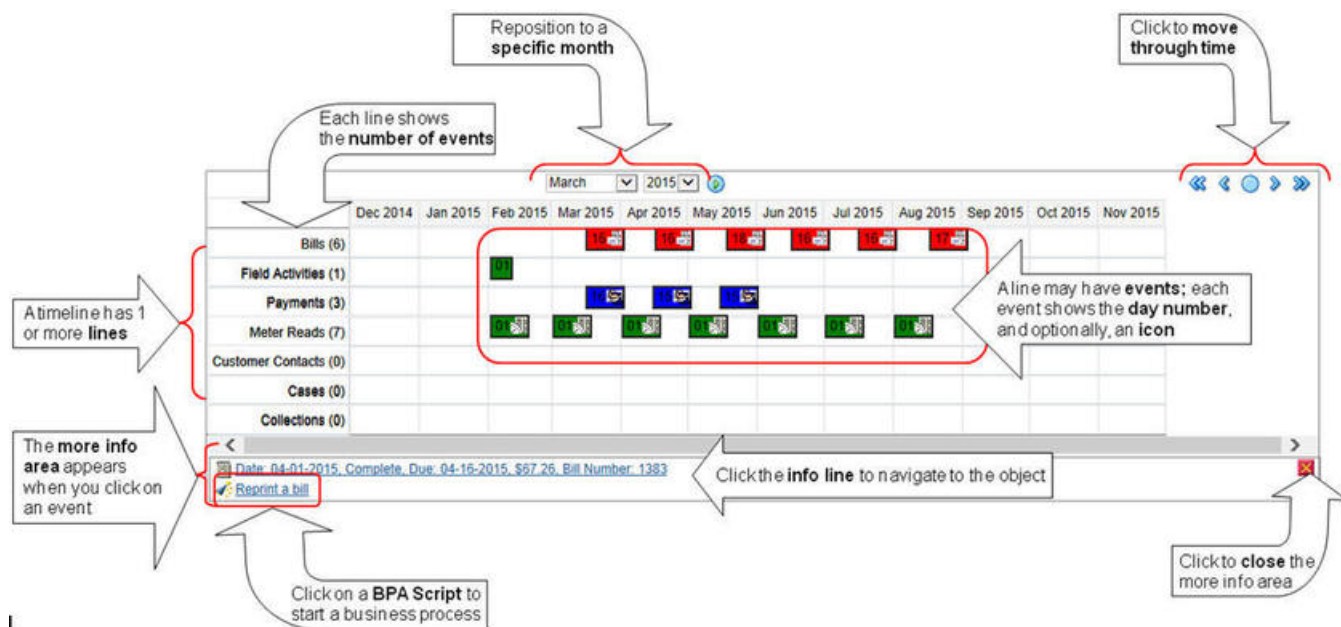 Reposition to a
specific month
Click to move
through time
Each line shows
the number of events
March 2015
Dec 2014 Jan 2015 Feb 2015 Mar 2015 Apr 2015 May 2015 Jun 2015 Jul 2015 Aug 2015 Sep 2015 Oct 2015 Nov 2015
Bills (6)
16 16 18 16 16 17
Field Activities (1)
01
Payments (3)
16 15 15
Meter Reads (7)
01 01 01 01 01 01 01
Customer Contacts (0)
Cases (0)
Collections (0)
A timeline has 1
or more lines
A line may have events; each
event shows the day number,
and optionally, an icon
The more info
area appears
when you click on
an event
Date: 04-01-2015, Complete, Due: 04-16-2015, $67.26, Bill Number: 1383
Reprint a bill
Click the info line to navigate to the object
Click to close the
more info area
Click on a BPA Script to
start a business process